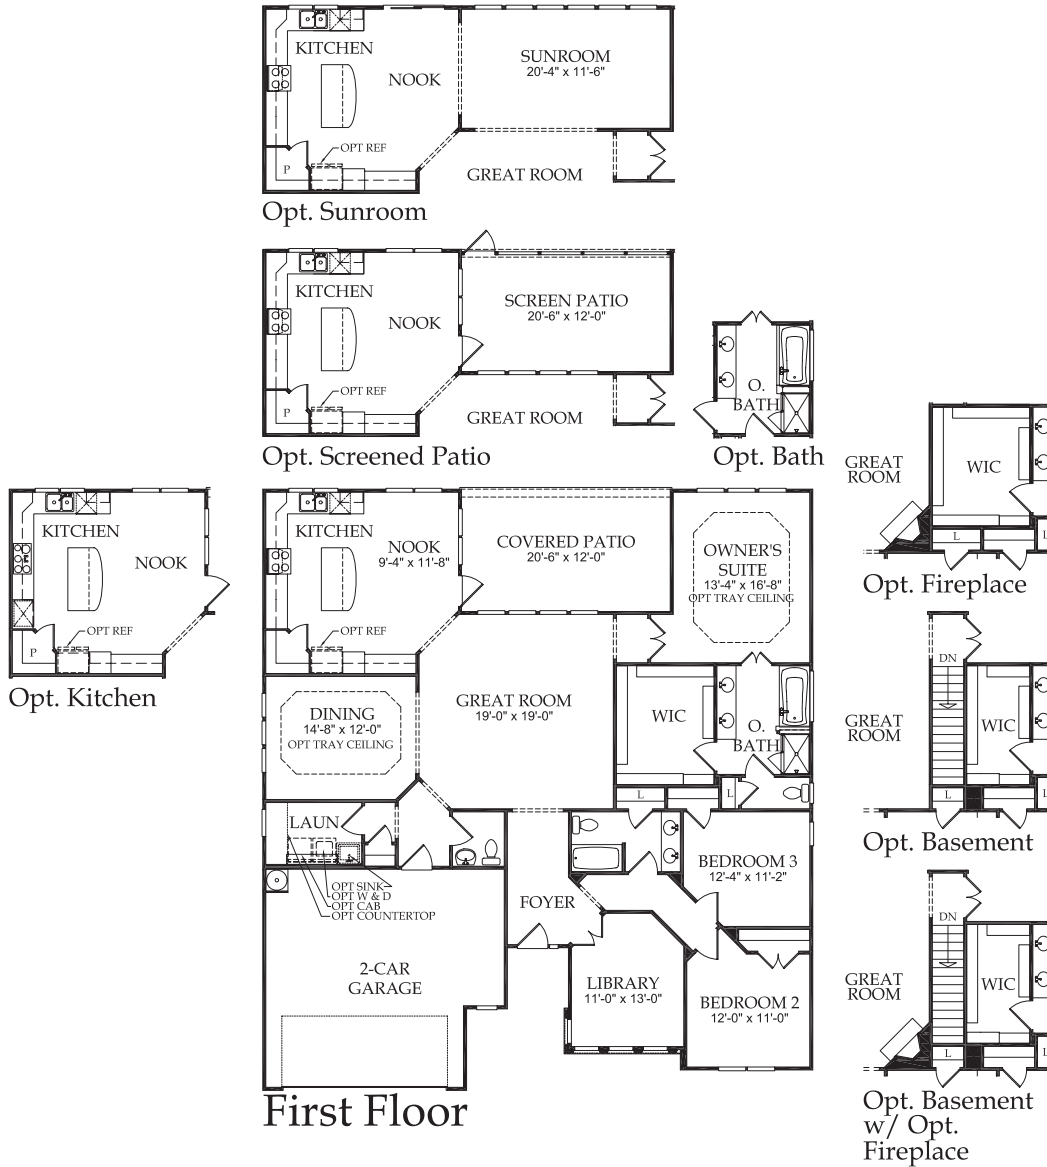 KITCHEN
NOOK
SUNROOM
20'-4" x 11'-6"
OPT REF
P
GREAT ROOM
Opt. Sunroom
KITCHEN
NOOK
SCREEN PATIO
20'-6" x 12'-0"
OPT REF
P
GREAT ROOM
Opt. Screened Patio
O.
BATH
Opt. Bath
GREAT
ROOM
WIC
L
L
Opt. Fireplace
KITCHEN
NOOK
OPT REF
P
Opt. Kitchen
KITCHEN
NOOK
9'-4" x 11'-8"
COVERED PATIO
20'-6" x 12'-0"
OWNER'S
SUITE
13'-4" x 16'-8"
OPT TRAY CEILING
OPT REF
P
DINING
14'-8" x 12'-0"
OPT TRAY CEILING
GREAT ROOM
19'-0" x 19'-0"
WIC
O.
BATH
L
L
LAUN
OPT SINK
OPT W & D
OPT CAB
OPT COUNTERTOP
FOYER
BEDROOM 3
12'-4" x 11'-2"
2-CAR
GARAGE
LIBRARY
11'-0" x 13'-0"
BEDROOM 2
12'-0" x 11'-0"
First Floor
DN
GREAT
ROOM
WIC
L
L
Opt. Basement
DN
GREAT
ROOM
WIC
L
L
Opt. Basement
w/ Opt.
Fireplace